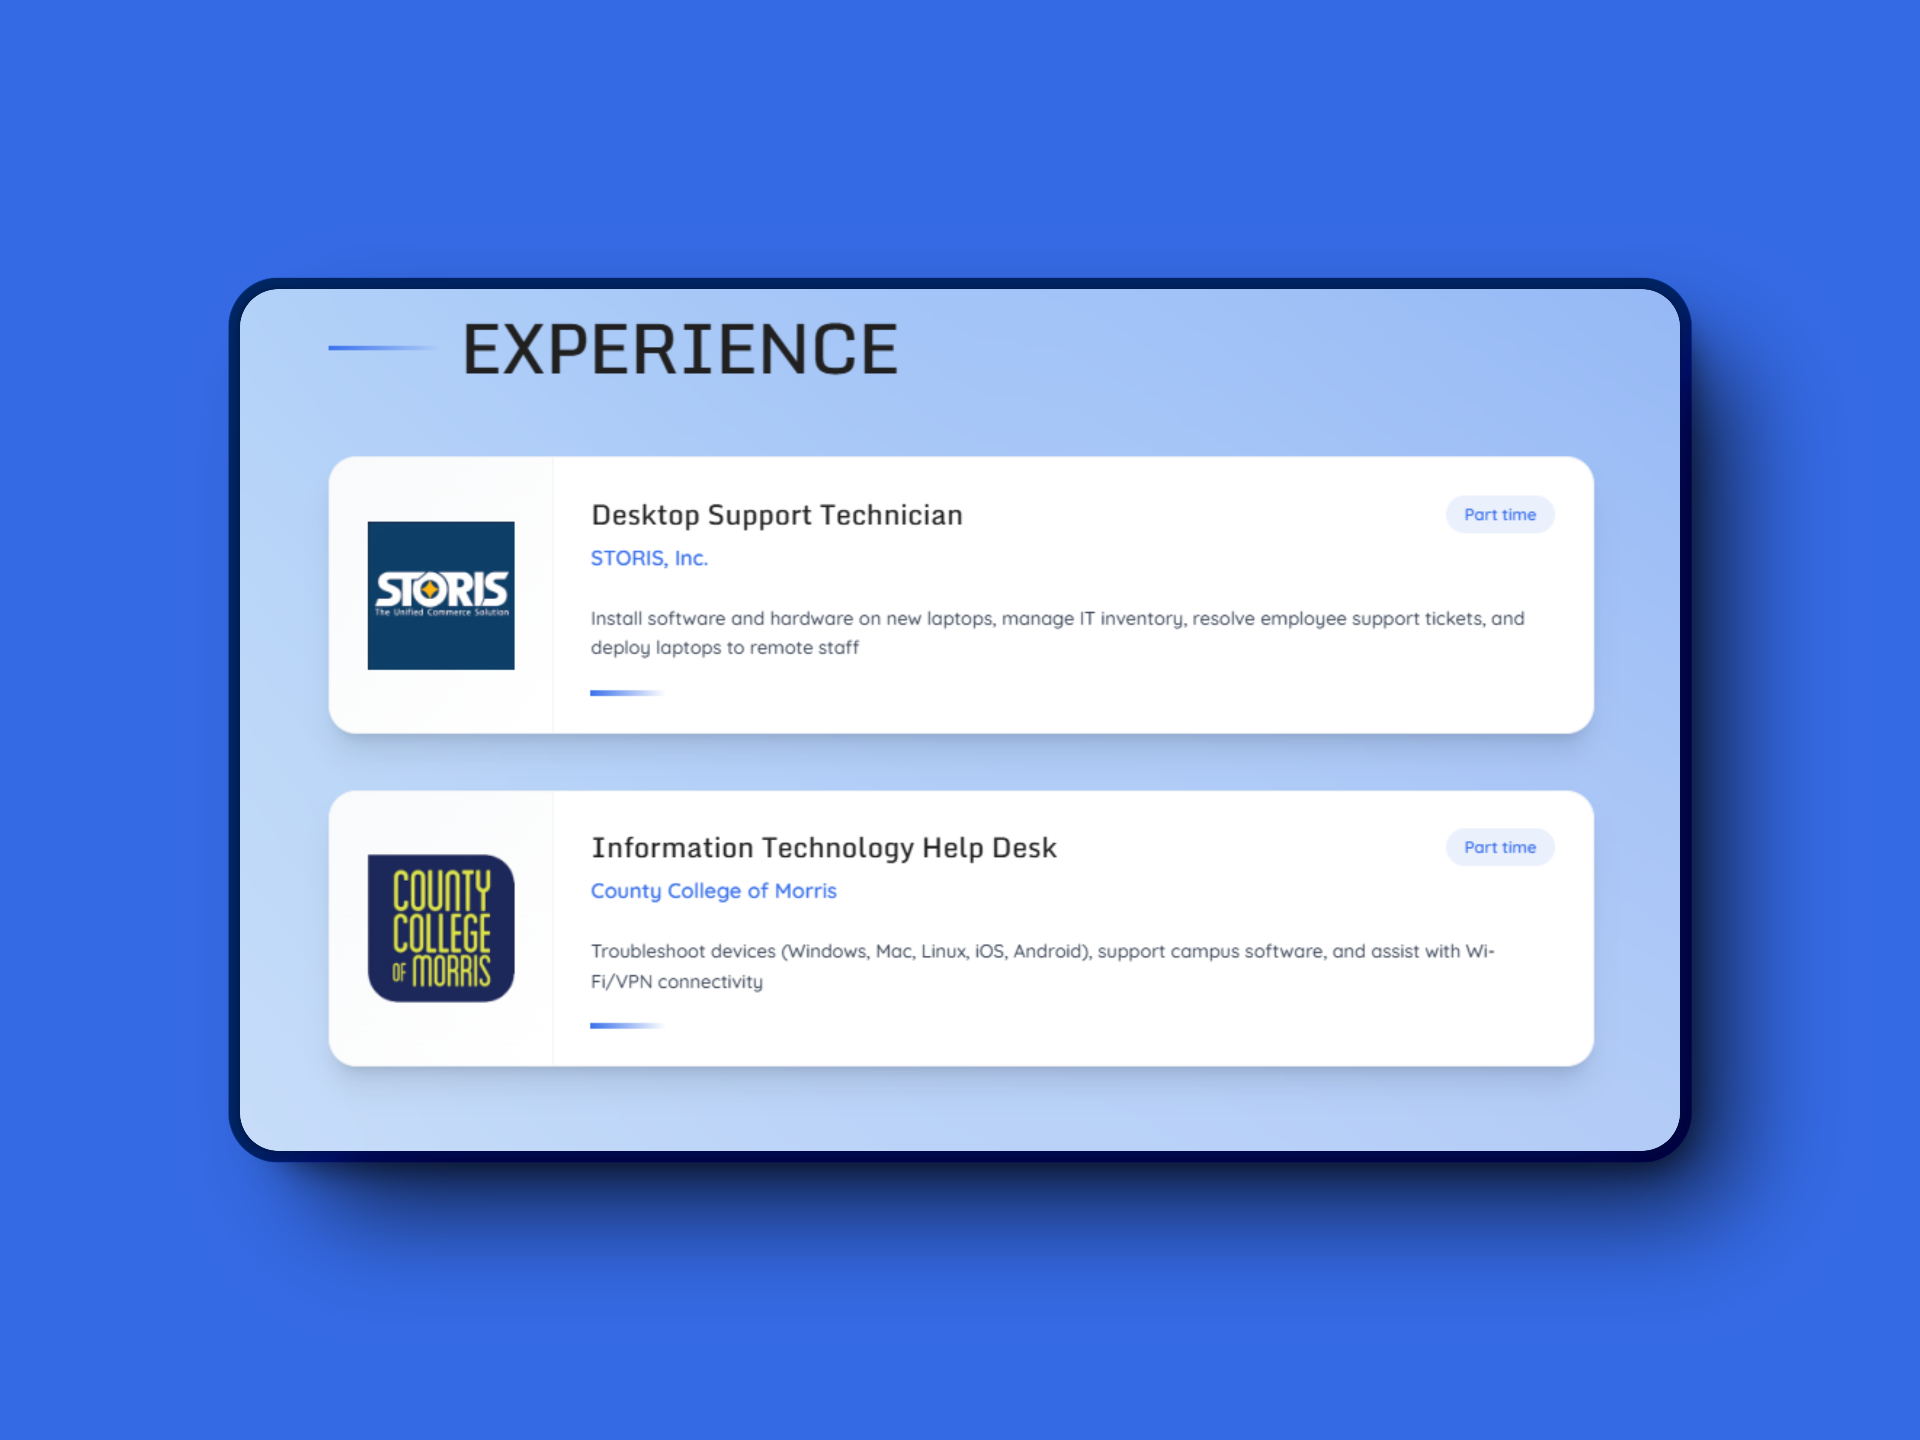 EXPERIENCE
STORIS
The Unified Commerce Solution
Desktop Support Technician
Part time
STORIS, Inc.
Install software and hardware on new laptops, manage IT inventory, resolve employee support tickets, and
deploy laptops to remote staff
COUNTY
COLLEGE
OF MORRIS
Information Technology Help Desk
Part time
County College of Morris
Troubleshoot devices (Windows, Mac, Linux, iOS, Android), support campus software, and assist with Wi-
Fi/VPN connectivity